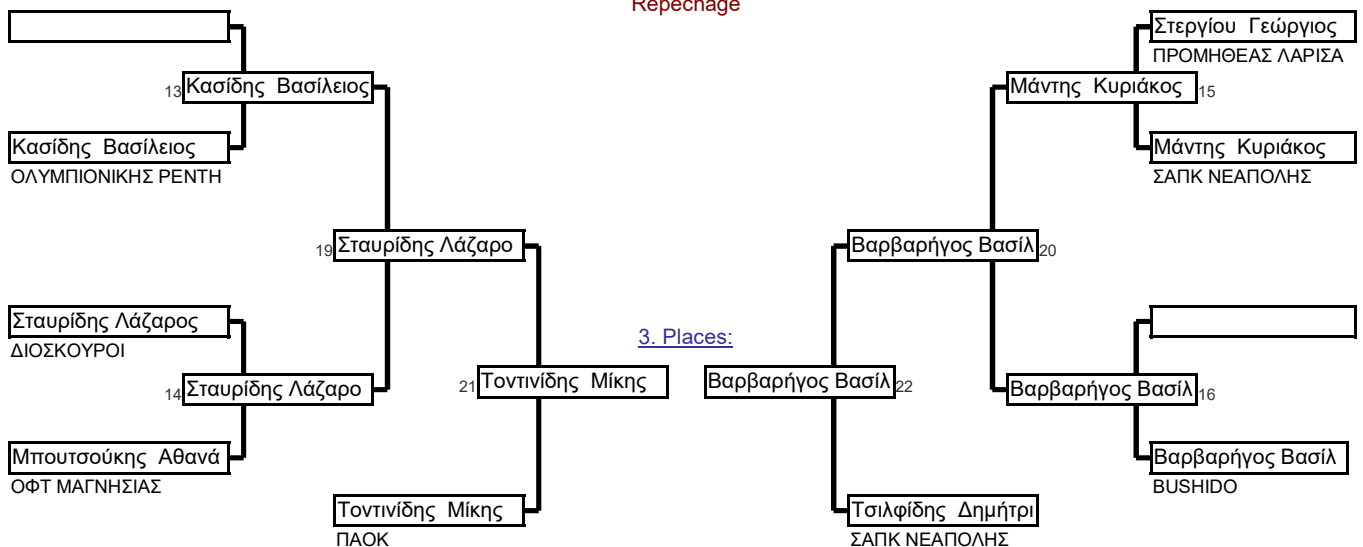 Repechage
Στεργίου Γεώργιος
ΠΡΟΜΗΘΕΑΣ ΛΑΡΙΣΑ
13 Κασίδης Βασίλειος
Μάντης Κυριάκος 15
Κασίδης Βασίλειος
ΟΛΥΜΠΙΟΝΙΚΗΣ ΡΕΝΤΗ
Μάντης Κυριάκος
ΣΑΠΚ ΝΕΑΠΟΛΗΣ
19 Σταυρίδης Λάζαρο
Βαρβαρήγος Βασίλ 20
Σταυρίδης Λάζαρος
ΔΙΟΣΚΟΥΡΟΙ
3. Places:
14 Σταυρίδης Λάζαρο
21 Τοντινίδης Μίκης
Βαρβαρήγος Βασίλ 22
Βαρβαρήγος Βασίλ 16
Μπουτσούκης Αθανά
ΟΦΤ ΜΑΓΝΗΣΙΑΣ
Βαρβαρήγος Βασίλ
BUSHIDO
Τοντινίδης Μίκης
ΠΑΟΚ
Τσιλφίδης Δημήτρι
ΣΑΠΚ ΝΕΑΠΟΛΗΣ